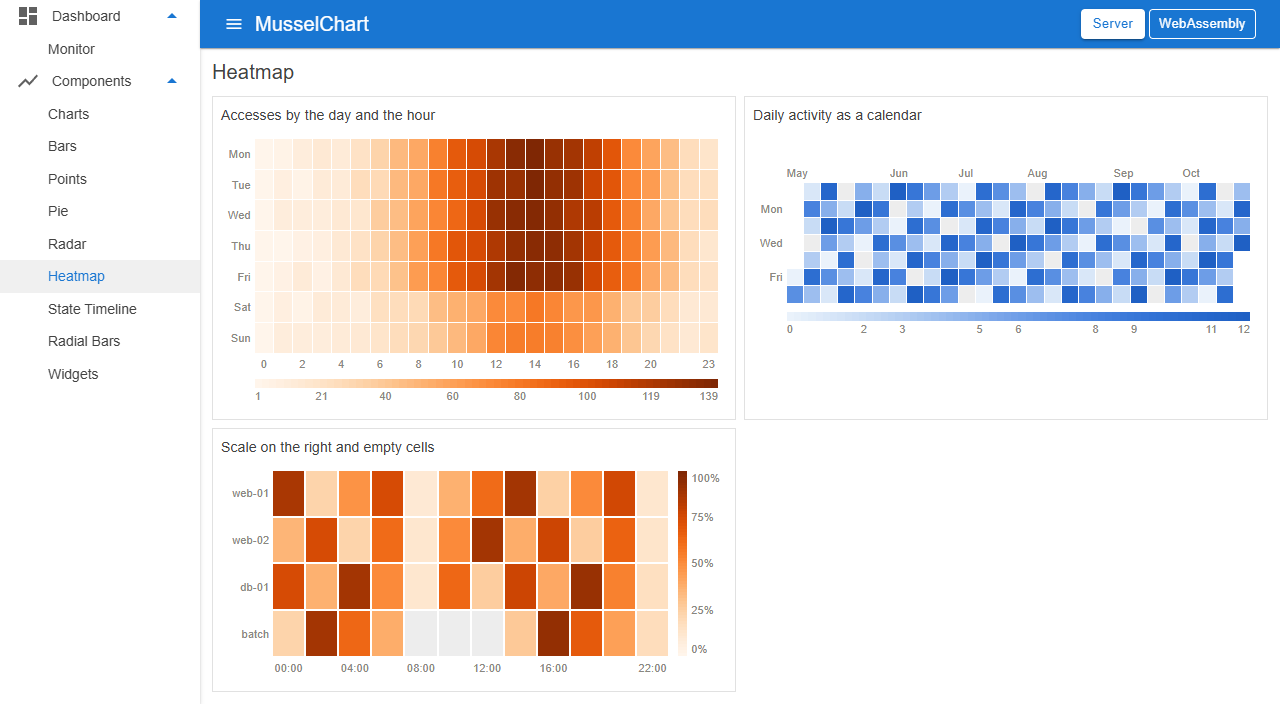 Dashboard
Monitor
Components
Charts
Bars
Points
Pie
Radar
Heatmap
State Timeline
Radial Bars
Widgets
MusselChart
Server
WebAssembly
Heatmap
Accesses by the day and the hour
Mon
Tue
Wed
Thu
Fri
Sat
Sun
0 2 4 6 8 10 12 14 16 18 20 23
1 21 40 60 80 100 119 139
Daily activity as a calendar
May Jun Jul Aug Sep Oct
Mon
Wed
Fri
0 2 3 5 6 8 9 11 12
Scale on the right and empty cells
web-01
web-02
db-01
batch
00:00 04:00 08:00 12:00 16:00 22:00
100%
75%
50%
25%
0%